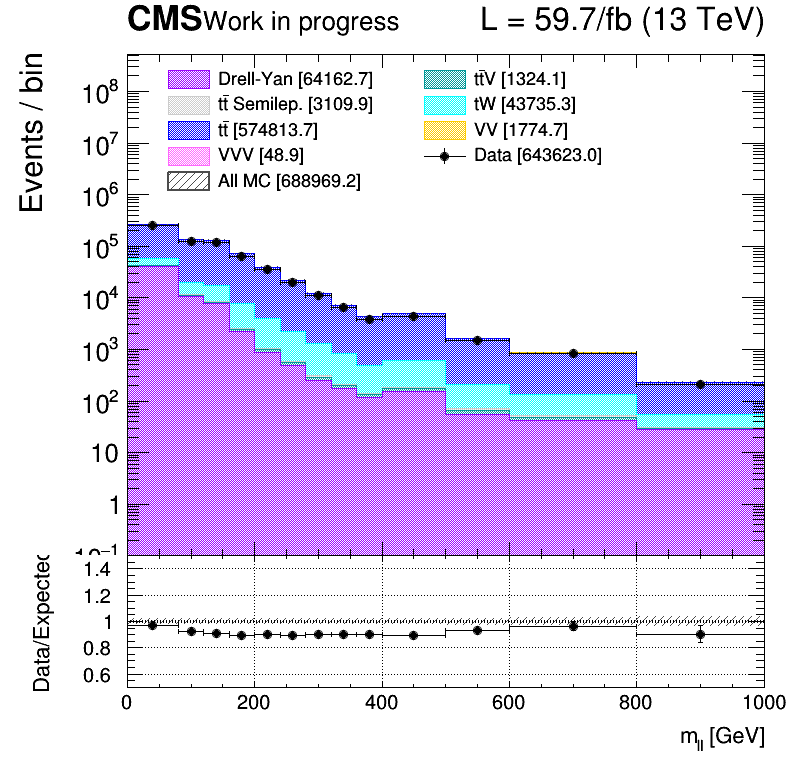 CMS Work in progress L = 59.7/fb (13 TeV)
Events / bin
Drell-Yan [64162.7]
tt̄V [1324.1]
tt̄ Semilep. [3109.9]
tW [43735.3]
tt̄ [574813.7]
VV [1774.7]
VVV [48.9]
Data [643623.0]
All MC [688969.2]
10⁸
10⁷
10⁶
10⁵
10⁴
10³
10²
10
1
10⁻¹
Data/Expected
1.4
1.2
1
0.8
0.6
0 200 400 600 800 1000
m_ll [GeV]